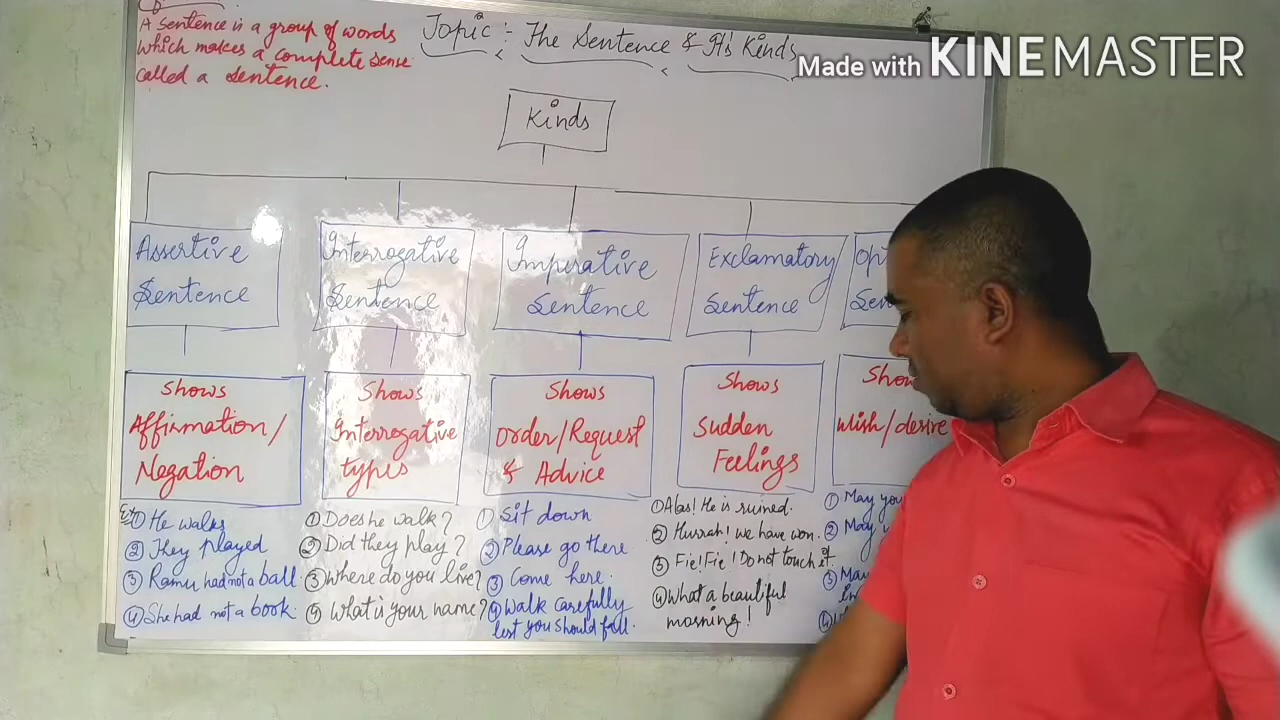 A Sentence is a group of words
which makes a complete sense
called a Sentence.
Topic :- The Sentence & It's Kinds
Made with KINEMASTER
Kinds
Assertive
Sentence
Interrogative
Sentence
Imperative
Sentence
Exclamatory
Sentence
Shows
Affirmation/
Negation
Shows
Interrogative
types
Shows
Order/Request
& Advice
Shows
Sudden
Feelings
Wish/desire
Ex:- ① He walks
② They played
③ Ramu had not a ball
④ She had not a book.
① Does he walk?
② Did they play?
③ Where do you live?
④ What is your name?
① Sit down
② Please go there.
③ Come here.
④ Walk carefully
lest you should fall.
① Alas! He is ruined.
② Hurrah! We have won.
③ Fie! Fie! Do not touch it.
④ What a beautiful
morning!
① May you
② May
③ May
④